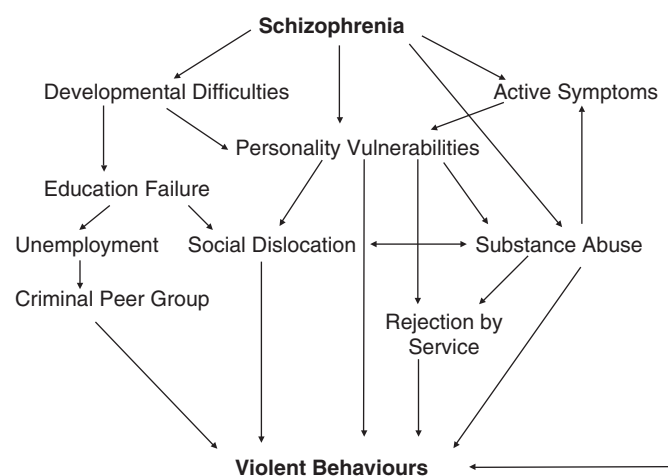 Schizophrenia
Developmental Difficulties
Active Symptoms
Personality Vulnerabilities
Education Failure
Unemployment
Social Dislocation
Substance Abuse
Criminal Peer Group
Rejection by
Service
Violent Behaviours